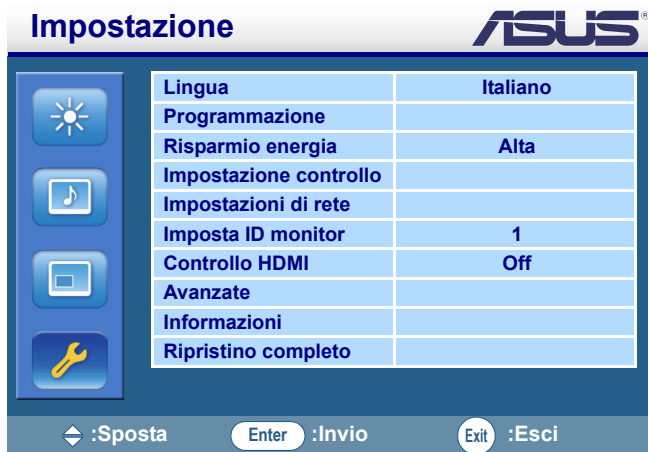 Impostazione
ASUS®
Lingua Italiano
Programmazione
Risparmio energia Alta
Impostazione controllo
Impostazioni di rete
Imposta ID monitor 1
Controllo HDMI Off
Avanzate
Informazioni
Ripristino completo
:Sposta Enter :Invio Exit :Esci